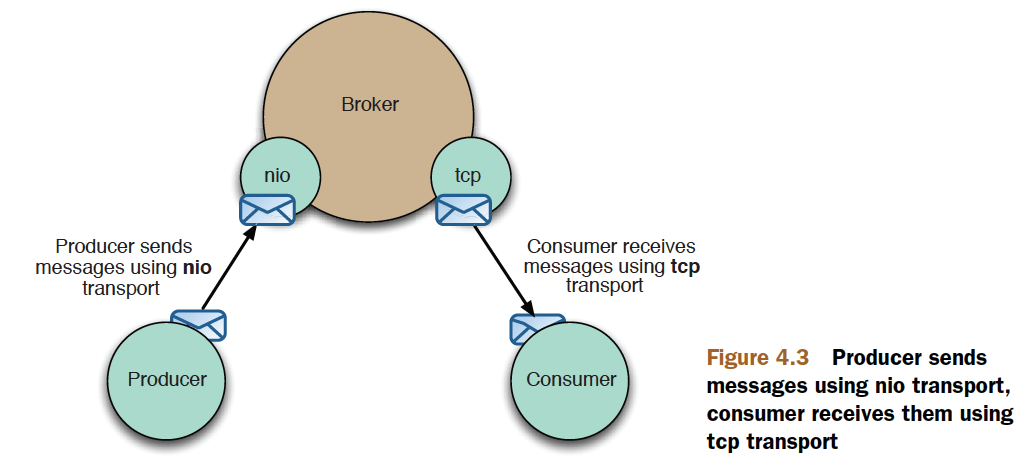 Broker
nio
tcp
Producer sends
messages using nio
transport
Consumer receives
messages using tcp
transport
Producer
Consumer
Figure 4.3 Producer sends
messages using nio transport,
consumer receives them using
tcp transport